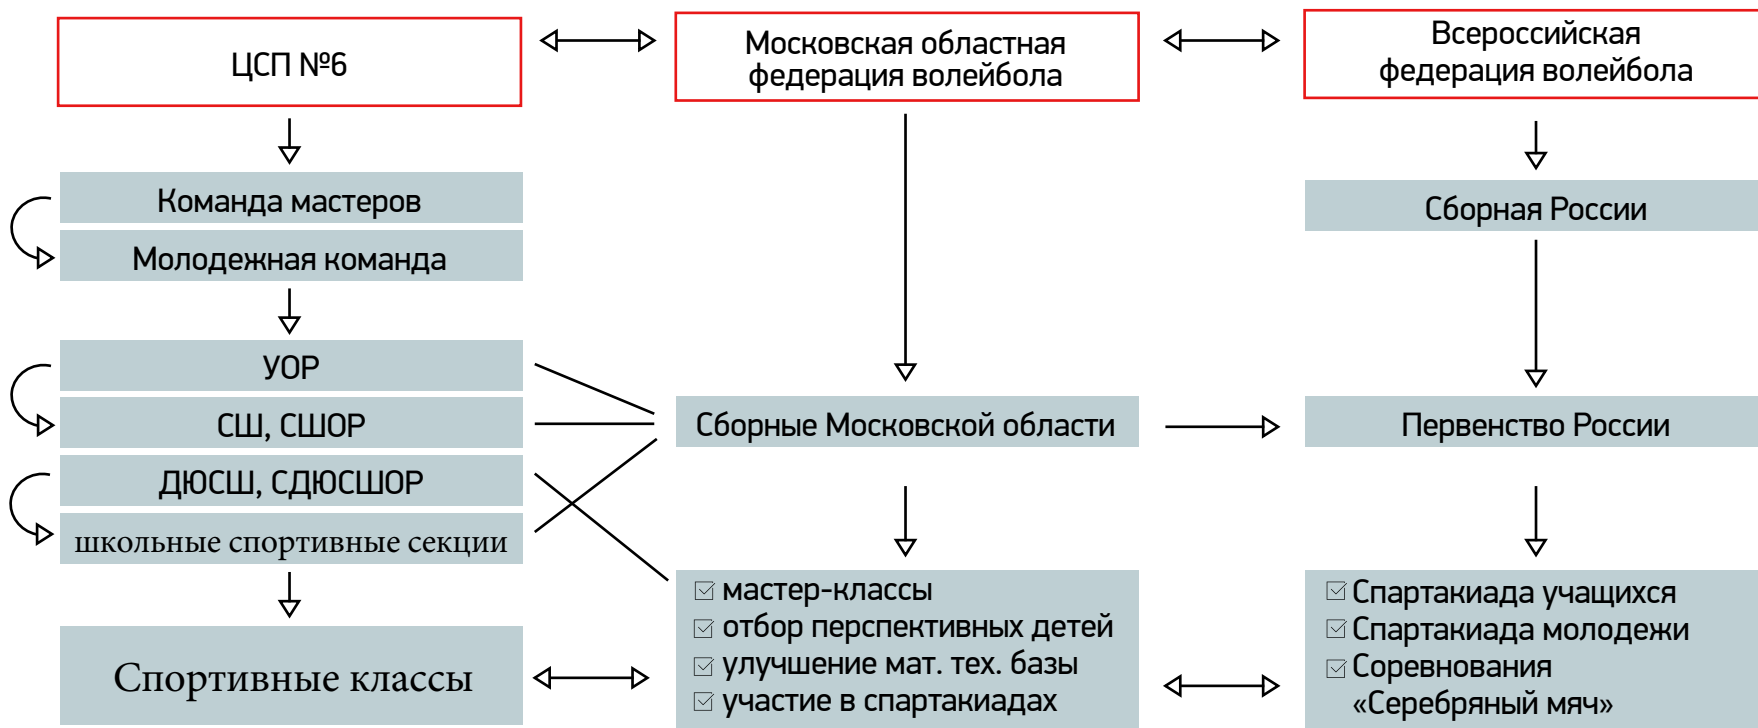 ЦСП №6
Московская областная
федерация волейбола
Всероссийская
федерация волейбола
Команда мастеров
Молодежная команда
Сборная России
УОР
СШ, СШОР
ДЮСШ, СДЮСШОР
школьные спортивные секции
Сборные Московской области
Первенство России
Спортивные классы
мастер-классы
отбор перспективных детей
улучшение мат. тех. базы
участие в спартакиадах
Спартакиада учащихся
Спартакиада молодежи
Соревнования
«Серебряный мяч»